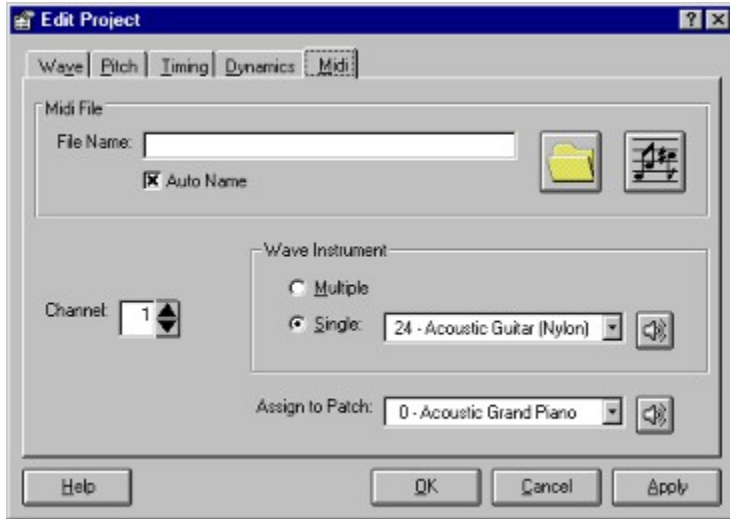 Edit Project
Wave Pitch Timing Dynamics Midi
Midi File
File Name:
Auto Name
Wave Instrument
Multiple
Channel: 1
Single: 24 - Acoustic Guitar (Nylon)
Assign to Patch: 0 - Acoustic Grand Piano
Help OK Cancel Apply